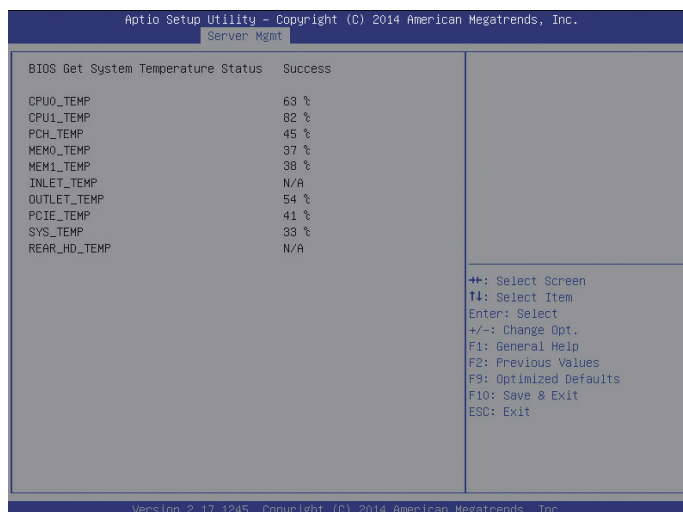 Aptio Setup Utility – Copyright (C) 2014 American Megatrends, Inc.
Server Mgmt
BIOS Get System Temperature Status Success
CPU0_TEMP 63 ℃
CPU1_TEMP 82 ℃
PCH_TEMP 45 ℃
MEM0_TEMP 37 ℃
MEM1_TEMP 38 ℃
INLET_TEMP N/A
OUTLET_TEMP 54 ℃
PCIE_TEMP 41 ℃
SYS_TEMP 33 ℃
REAR_HD_TEMP N/A
→←: Select Screen
↑↓: Select Item
Enter: Select
+/-: Change Opt.
F1: General Help
F2: Previous Values
F9: Optimized Defaults
F10: Save & Exit
ESC: Exit
Version 2.17.1245. Copyright (C) 2014 American Megatrends, Inc.